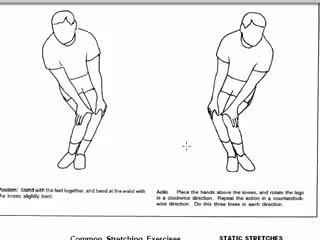 Position: Stand with the feet together, and bend at the waist with
the knees slightly bent.
Actio Place the hands above the knees, and rotate the legs
in a clockwise direction. Repeat the action in a counterclock-
wise direction. Do this three times in each direction.
Common Stretching Exercises
STATIC STRETCHES